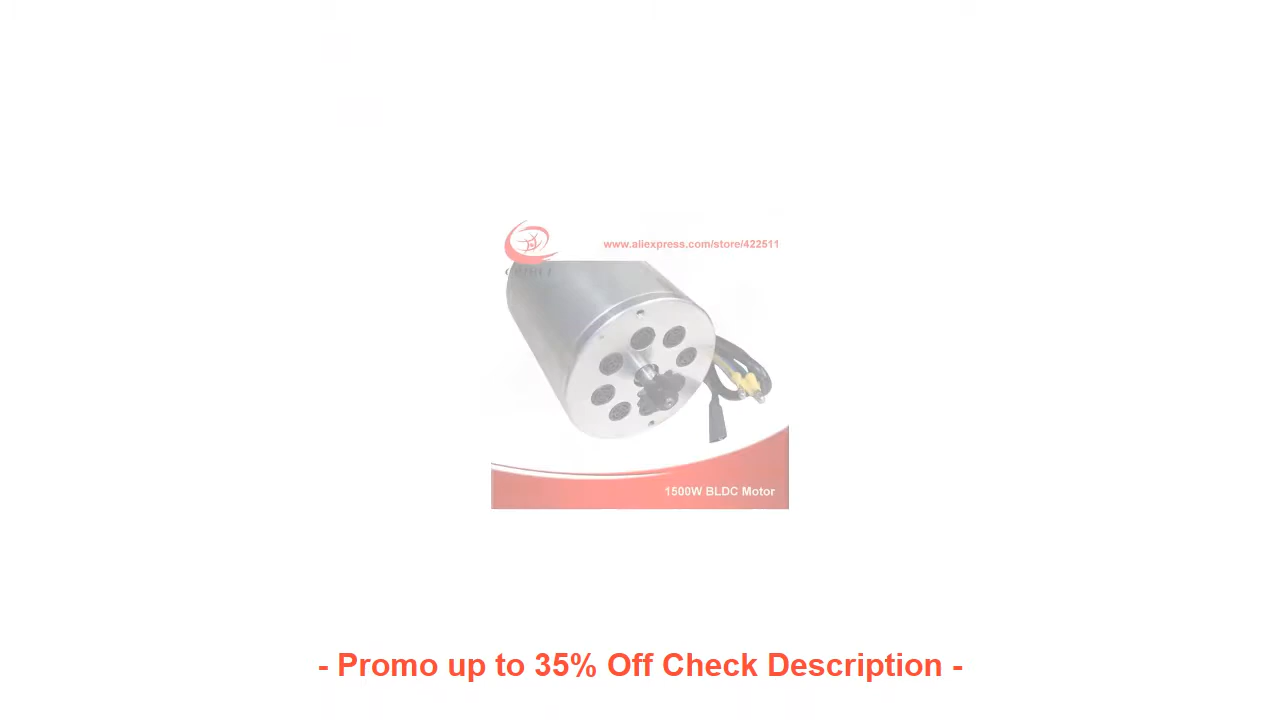 www.aliexpress.com/store/422511
1500W BLDC Motor
- Promo up to 35% Off Check Description -